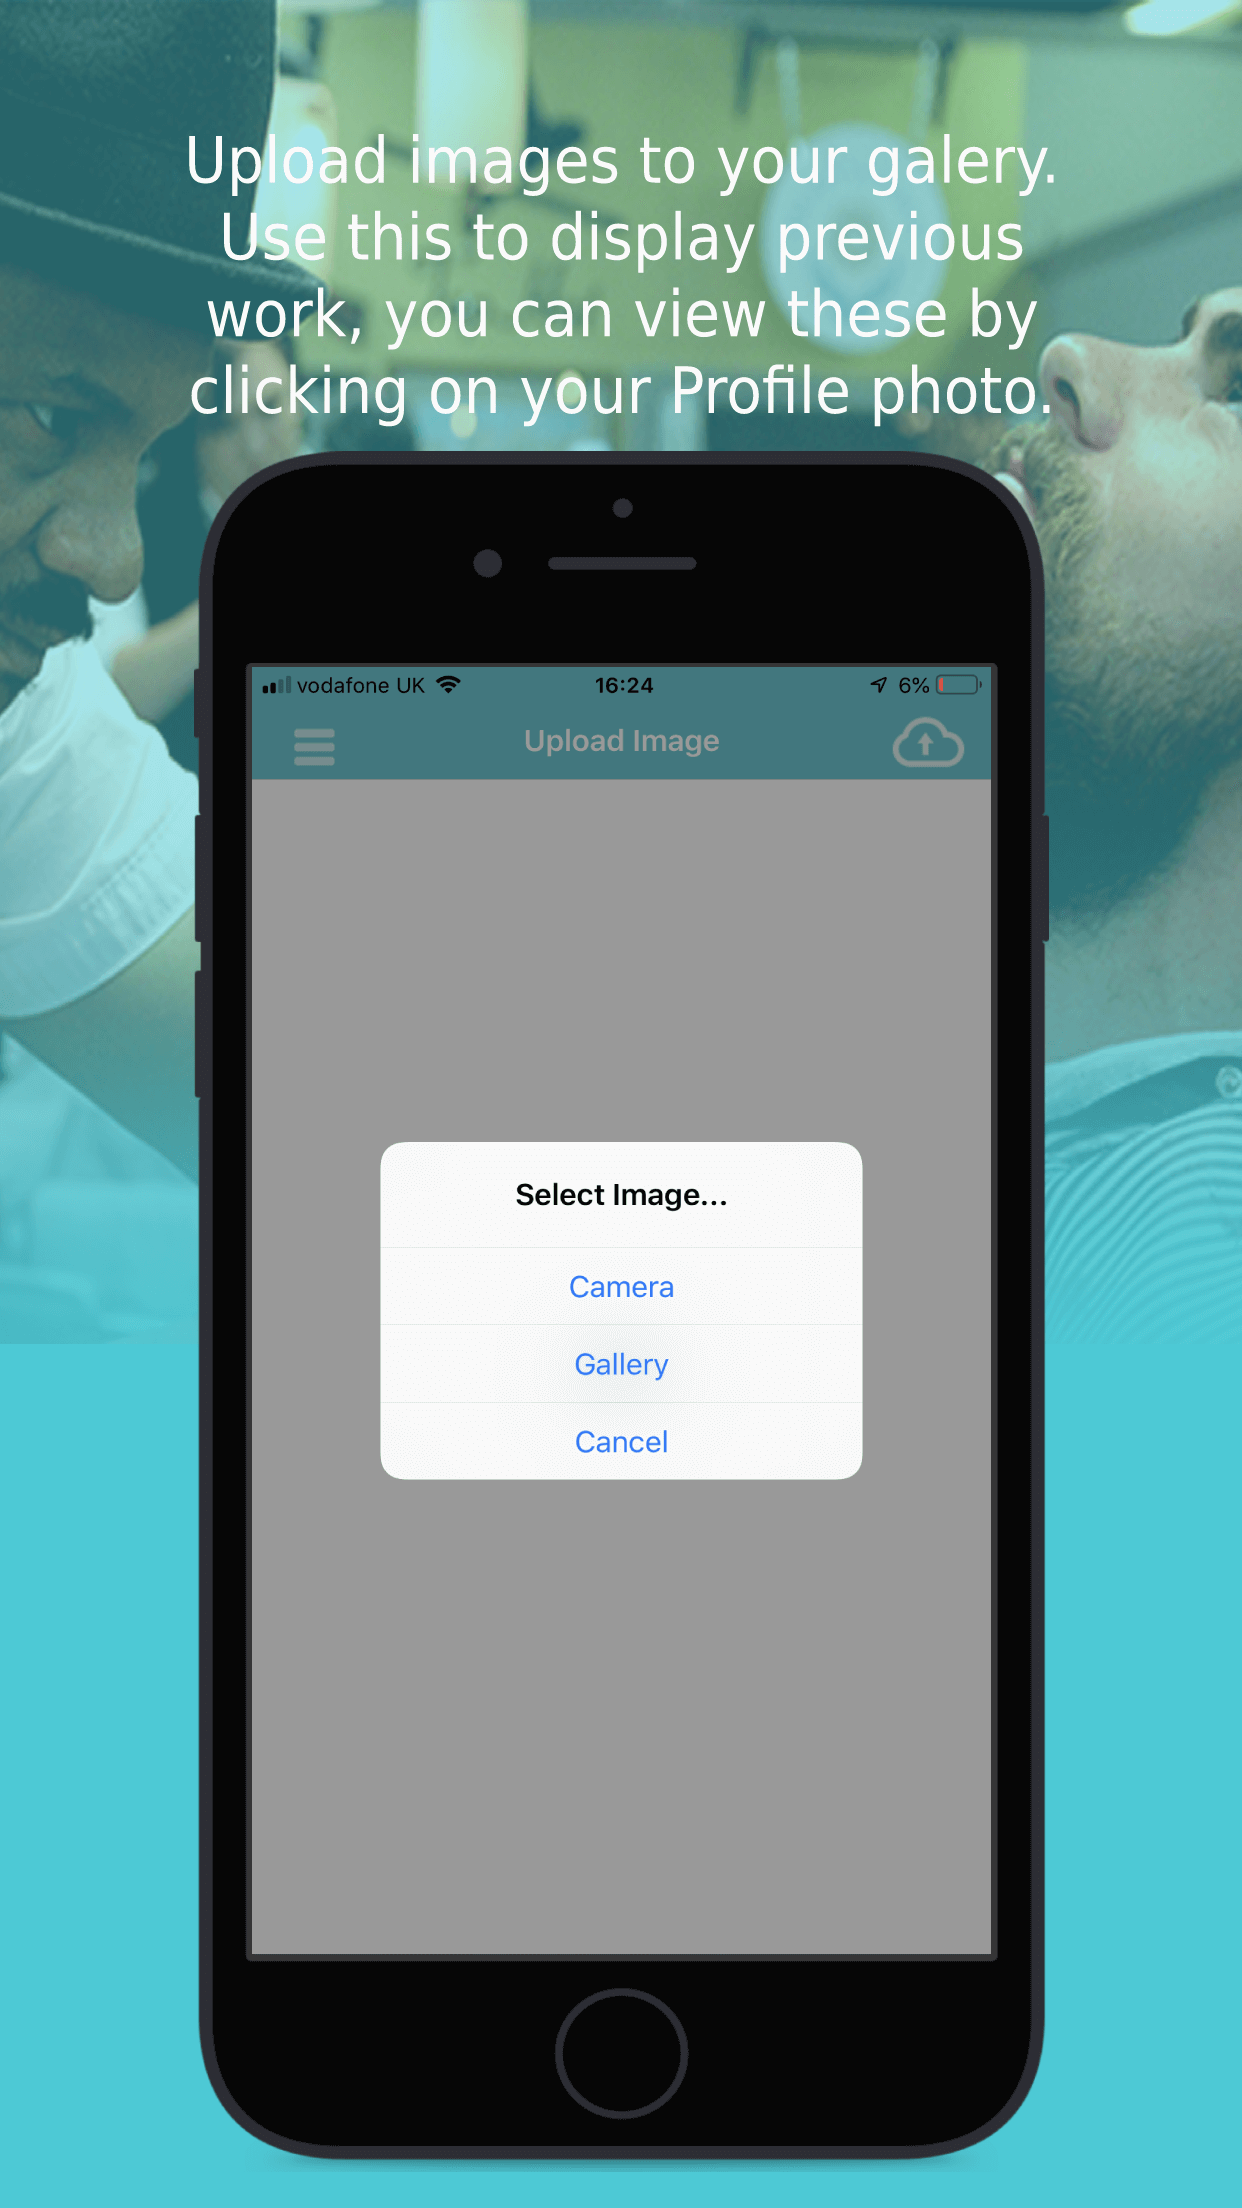 Upload images to your galery.
Use this to display previous
work, you can view these by
clicking on your Profile photo.
vodafone UK 16:24 6%
Upload Image
Select Image...
Camera
Gallery
Cancel